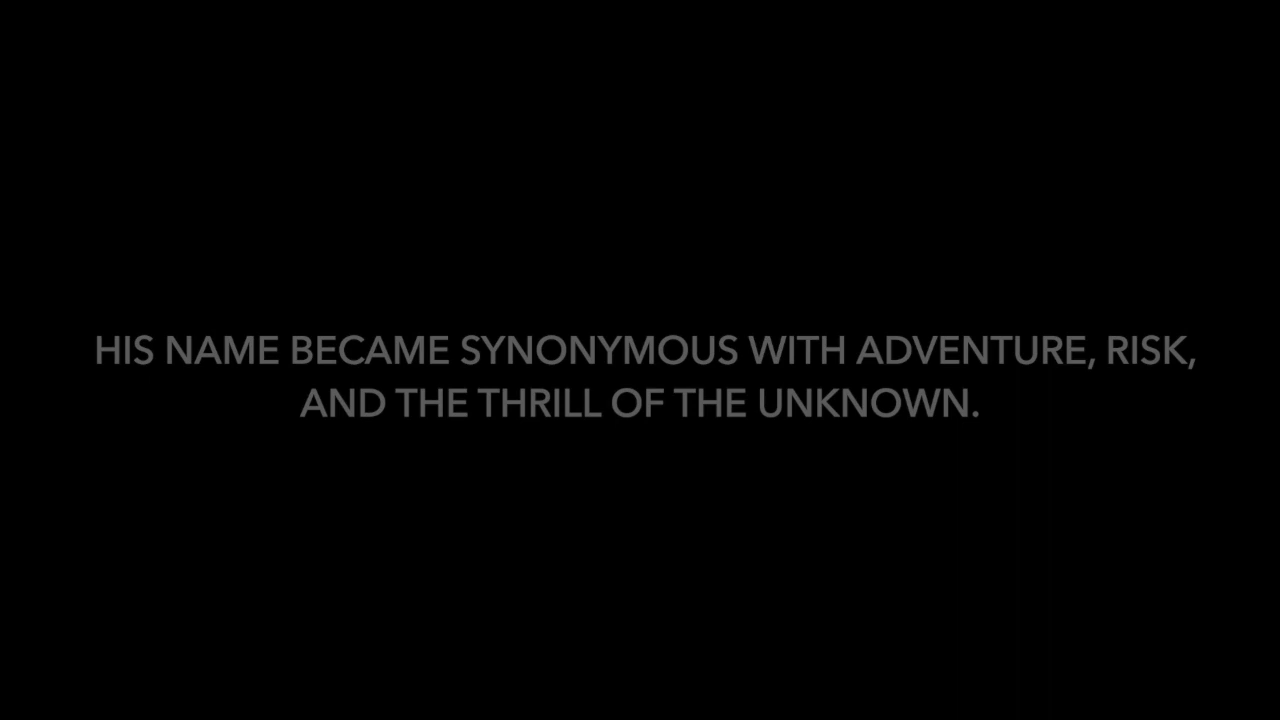 HIS NAME BECAME SYNONYMOUS WITH ADVENTURE, RISK,
AND THE THRILL OF THE UNKNOWN.